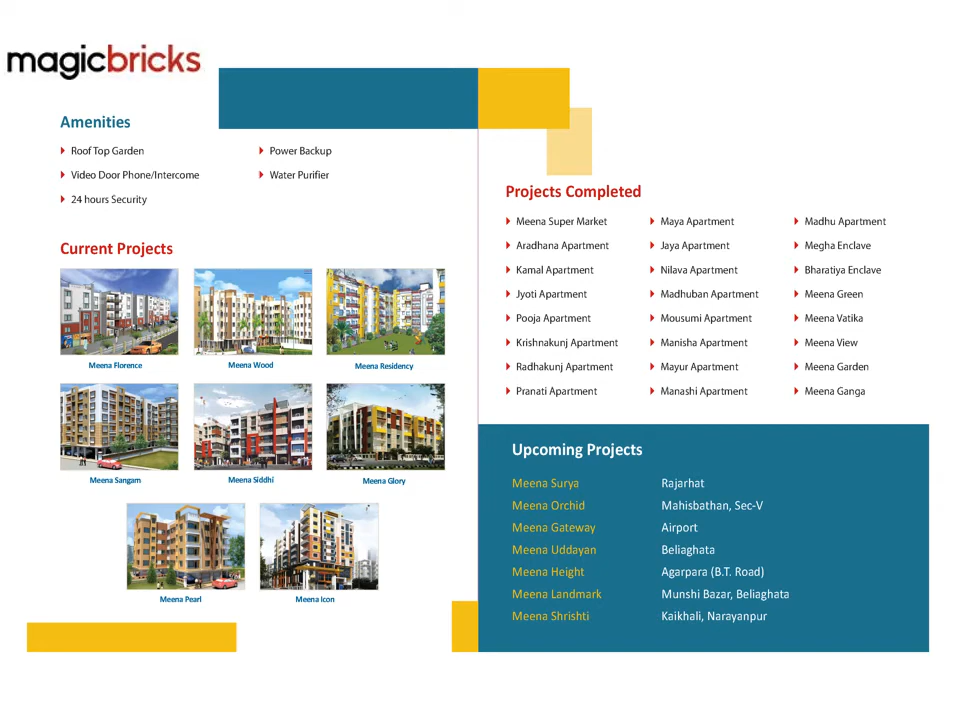 magicbricks
Amenities
Roof Top Garden
Power Backup
Video Door Phone/Intercome
Water Purifier
24 hours Security
Current Projects
Meena Florence
Meena Wood
Meena Residency
Meena Sangam
Meena Siddhi
Meena Glory
Meena Pearl
Meena Icon
Projects Completed
Meena Super Market
Maya Apartment
Madhu Apartment
Aradhana Apartment
Jaya Apartment
Megha Enclave
Kamal Apartment
Nilava Apartment
Bharatiya Enclave
Jyoti Apartment
Madhuban Apartment
Meena Green
Pooja Apartment
Mousumi Apartment
Meena Vatika
Krishnakunj Apartment
Manisha Apartment
Meena View
Radhakunj Apartment
Mayur Apartment
Meena Garden
Pranati Apartment
Manashi Apartment
Meena Ganga
Upcoming Projects
Meena Surya Rajarhat
Meena Orchid Mahisbathan, Sec-V
Meena Gateway Airport
Meena Uddayan Beliaghata
Meena Height Agarpara (B.T. Road)
Meena Landmark Munshi Bazar, Beliaghata
Meena Shrishti Kaikhali, Narayanpur